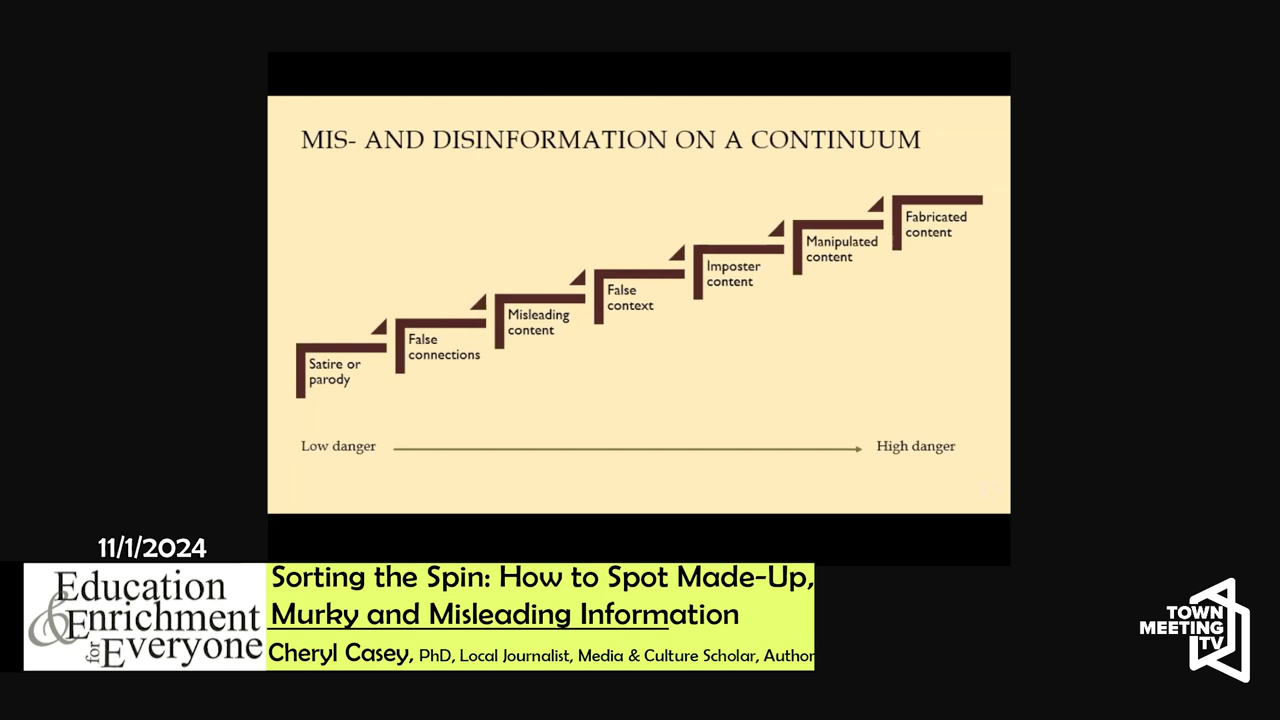 MIS- AND DISINFORMATION ON A CONTINUUM
Satire or
parody
False
connections
Misleading
content
False
context
Imposter
content
Manipulated
content
Fabricated
content
Low danger
High danger
11/1/2024
Education
& Enrichment
for Everyone
Sorting the Spin: How to Spot Made-Up,
Murky and Misleading Information
Cheryl Casey, PhD, Local Journalist, Media & Culture Scholar, Author
TOWN
MEETING
TV